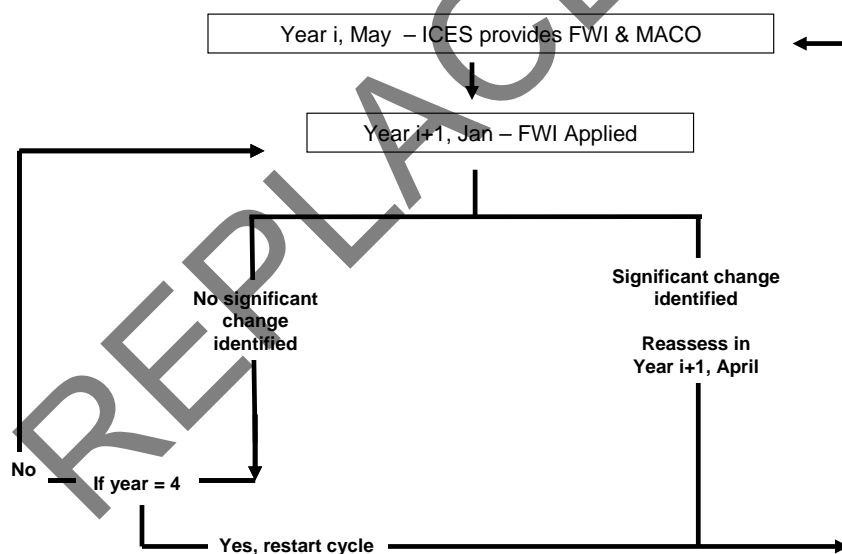 Year i, May – ICES provides FWI & MACO
Year i+1, Jan – FWI Applied
No significant
change
identified
Significant change
identified
Reassess in
Year i+1, April
No
If year = 4
Yes, restart cycle
REPLACE